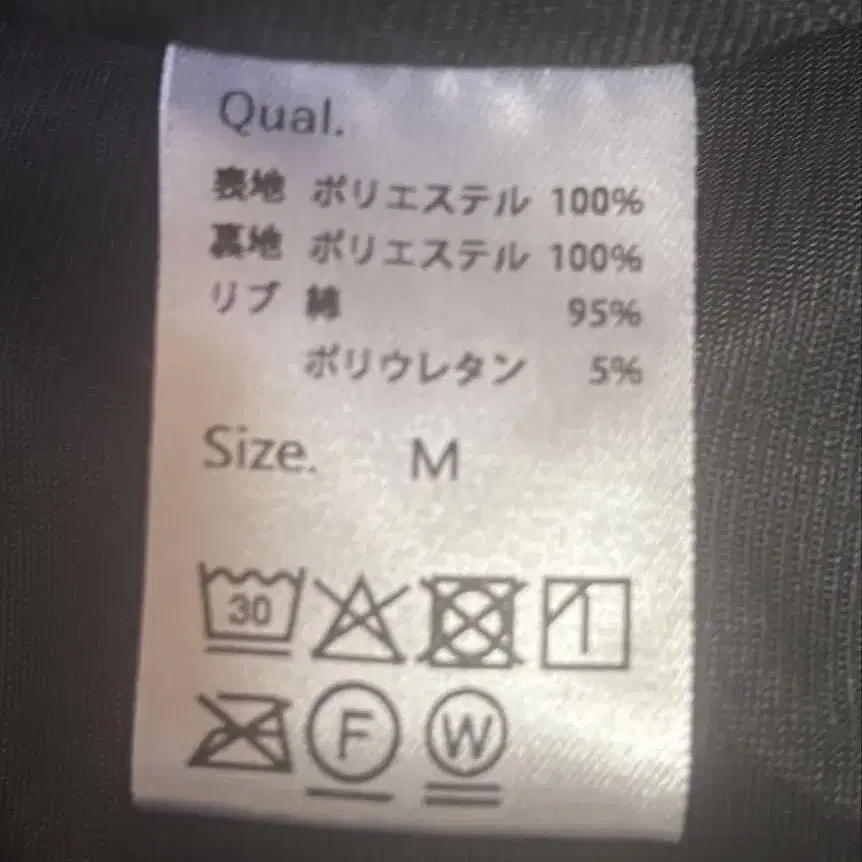 Qual.
表地 ポリエステル 100%
裏地 ポリエステル 100%
リブ 綿 95%
ポリウレタン 5%
Size. M
30
F W